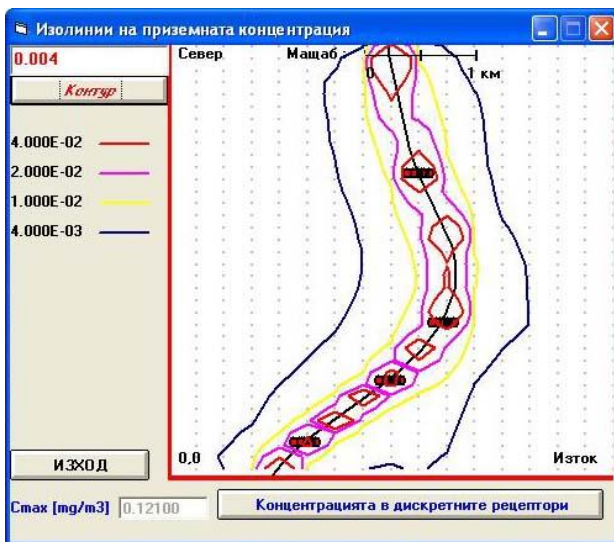 Изолинии на приземната концентрация
0.004
Контур
4.000E-02
2.000E-02
1.000E-02
4.000E-03
Север
Мащаб :
0
1 км
0,0
Изток
ИЗХОД
Cmax [mg/m3] 0.12100
Концентрацията в дискретните рецептори